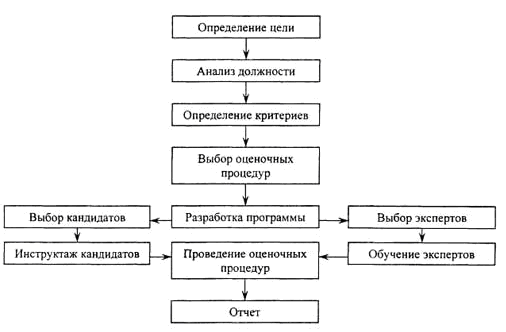 Определение цели
Анализ должности
Определение критериев
Выбор оценочных
процедур
Выбор кандидатов
Разработка программы
Выбор экспертов
Инструктаж кандидатов
Проведение оценочных
процедур
Обучение экспертов
Отчет